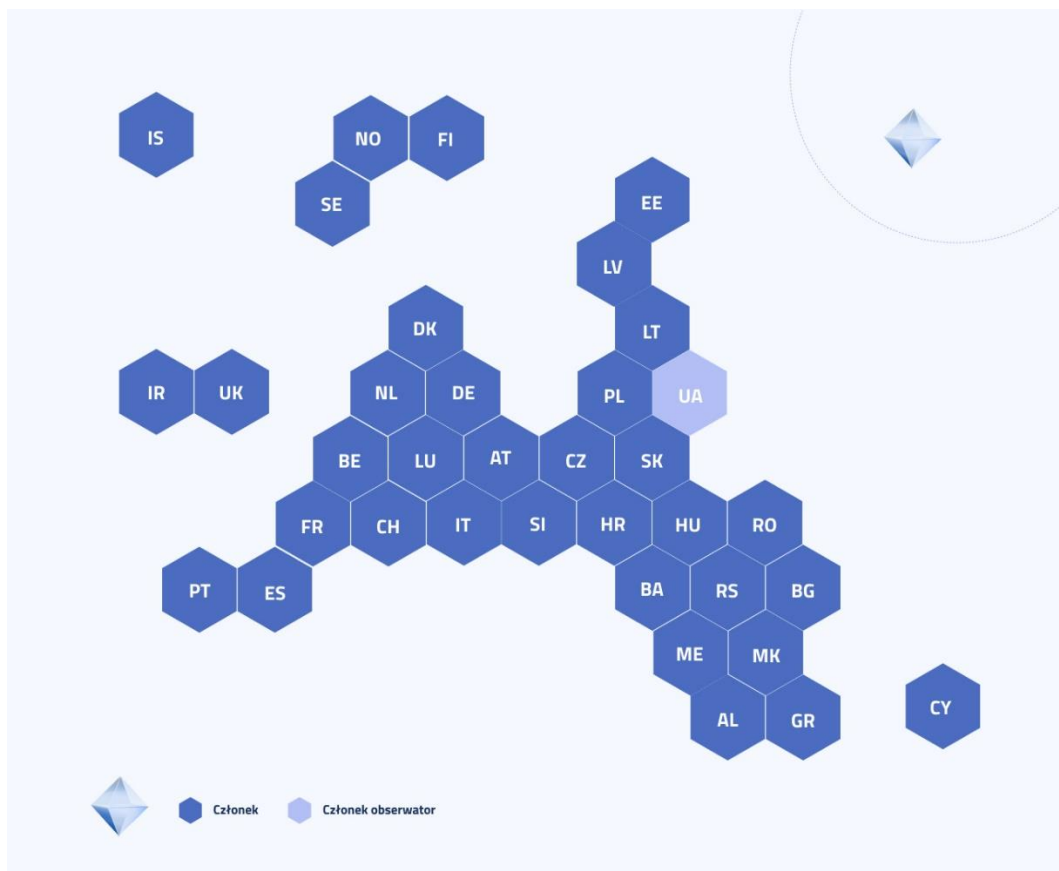 IS
NO FI
SE
EE
LV
DK
LT
IR UK
NL DE
PL UA
BE LU AT CZ SK
FR CH IT SI HR HU RO
PT ES
BA RS BG
ME MK
AL GR
CY
Członek Członek obserwator